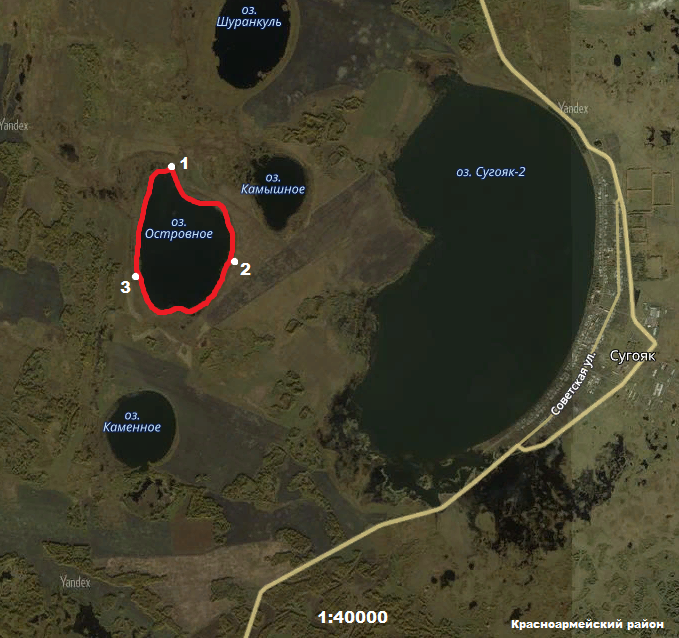 оз.
Шуранкуль
Yandex
Yandex
1
оз. Сугояк-2
оз.
Камышное
оз.
Островное
2
3
Сугояк
Советская ул.
оз.
Каменное
Yandex
1:40000
Красноармейский район